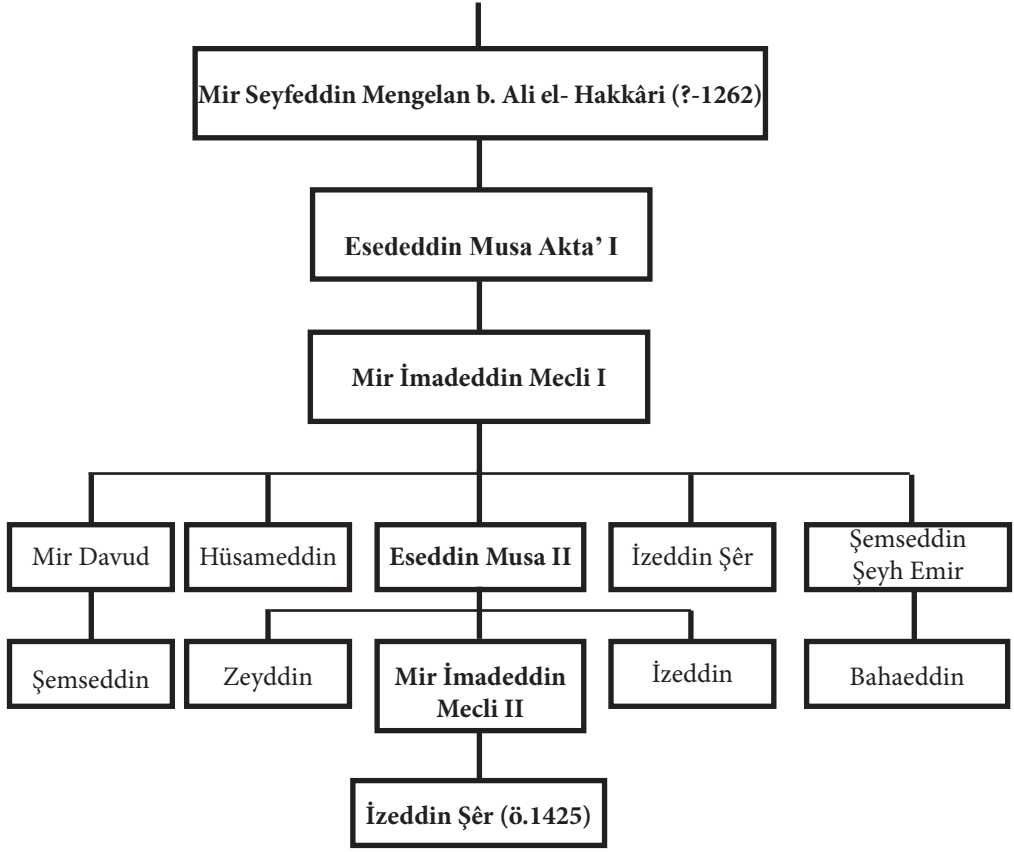 Mir Seyfeddin Mengelan b. Ali el- Hakkâri (?-1262)
Esededdin Musa Akta’ I
Mir İmadeddin Mecli I
Mir Davud
Hüsameddin
Eseddin Musa II
İzeddin Şêr
Şemseddin
Şeyh Emir
Şemseddin
Zeyddin
Mir İmadeddin
Mecli II
İzeddin
Bahaeddin
İzeddin Şêr (ö.1425)